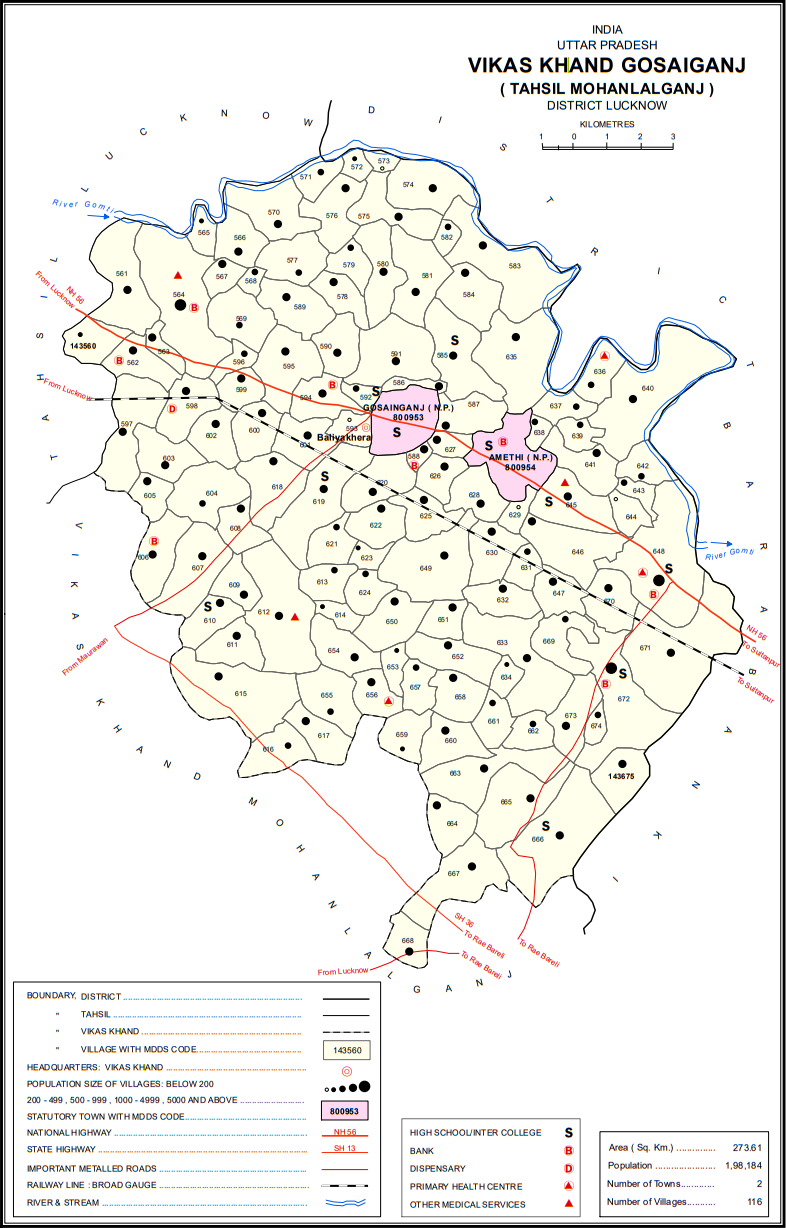 INDIA
UTTAR PRADESH
VIKAS KHAND GOSAIGANJ
( TAHSIL MOHANLALGANJ )
DISTRICT LUCKNOW
KILOMETRES
1 0 1 2 3
L U C K N O W D I S T R I C T
573
572
571
574
River Gomti
570
576
575
565
582
566
583
577
579
580
567
561
568
581
NH 56
From Lucknow
578
564
B
584
589
569
143560
S
590
635
636
563
B
562
591
585
596
595
640
586
599
B
594
592
S
From Lucknow
D
598
587
637
GOSAINGANJ ( N.P.)
800953
593
638
597
602
600
S
639
Baliyakhera
604
627
S
B
588
AMETHI ( N.P.)
800954
641
603
B
618
626
642
S
605
619
620
643
604
628
S
645
625
629
644
622
608
B
621
630
646
606
607
623
631
648
649
River Gomti
613
S
609
624
647
670
B
632
S
610
612
614
650
651
NH 56
To Sultanpur
611
633
669
671
From Maurawan
654
652
653
634
S
672
615
657
B
To Sultanpur
655
656
658
661
673
674
617
662
616
659
660
663
143675
665
664
S
666
667
SH 36
To Rae Bareli
668
To Rae Bareli
To Rae Bareli
From Lucknow
VIKAS KHAND MOHANLALGANJ
BARA BANKI
BOUNDARY, DISTRICT
" TAHSIL
" VIKAS KHAND
" VILLAGE WITH MDDS CODE 143560
HEADQUARTERS: VIKAS KHAND
POPULATION SIZE OF VILLAGES: BELOW 200
200 - 499 , 500 - 999 , 1000 - 4999 , 5000 AND ABOVE
STATUTORY TOWN WITH MDDS CODE 800953
NATIONAL HIGHWAY NH 56
STATE HIGHWAY SH 13
IMPORTANT METALLED ROADS
RAILWAY LINE : BROAD GAUGE
RIVER & STREAM
HIGH SCHOOL/INTER COLLEGE S
BANK B
DISPENSARY D
PRIMARY HEALTH CENTRE
OTHER MEDICAL SERVICES
Area ( Sq. Km.) 273.61
Population 1,98,184
Number of Towns 2
Number of Villages 116